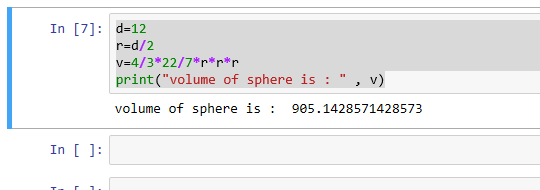 In [7]:
d=12
r=d/2
v=4/3*22/7*r*r*r
print("volume of sphere is : " , v)
volume of sphere is :  905.1428571428573
In [ ]:
In [ ]: